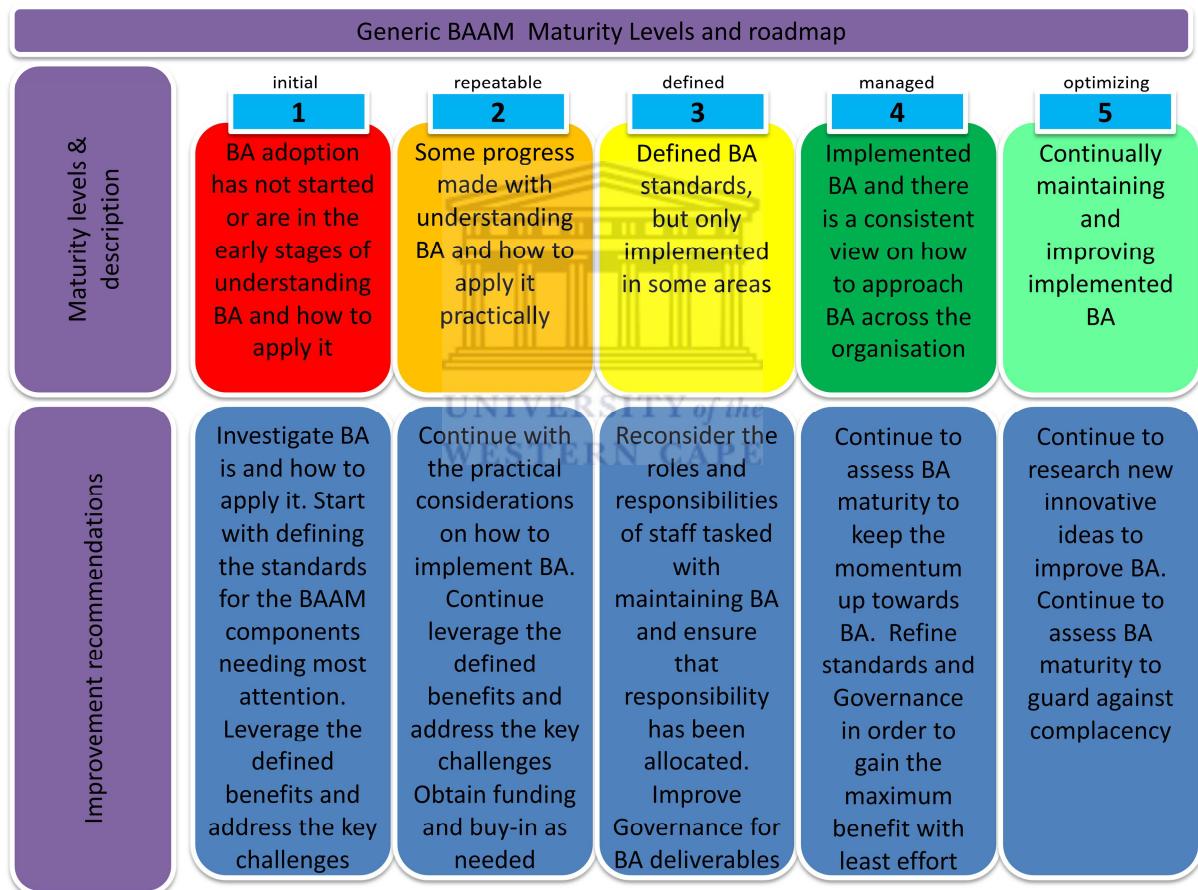 Generic BAAM  Maturity Levels and roadmap
Maturity levels &
description
initial
1
BA adoption
has not started
or are in the
early stages of
understanding
BA and how to
apply it
repeatable
2
Some progress
made with
understanding
BA and how to
apply it
practically
defined
3
Defined BA
standards,
but only
implemented
in some areas
managed
4
Implemented
BA and there
is a consistent
view on how
to approach
BA across the
organisation
optimizing
5
Continually
maintaining
and
improving
implemented
BA
UNIVERSITY of the
WESTERN CAPE
Improvement recommendations
Investigate BA
is and how to
apply it. Start
with defining
the standards
for the BAAM
components
needing most
attention.
Leverage the
defined
benefits and
address the key
challenges
Continue with
the practical
considerations
on how to
implement BA.
Continue
leverage the
defined
benefits and
address the key
challenges
Obtain funding
and buy-in as
needed
Reconsider the
roles and
responsibilities
of staff tasked
with
maintaining BA
and ensure
that
responsibility
has been
allocated.
Improve
Governance for
BA deliverables
Continue to
assess BA
maturity to
keep the
momentum
up towards
BA.  Refine
standards and
Governance
in order to
gain the
maximum
benefit with
least effort
Continue to
research new
innovative
ideas to
improve BA.
Continue to
assess BA
maturity to
guard against
complacency